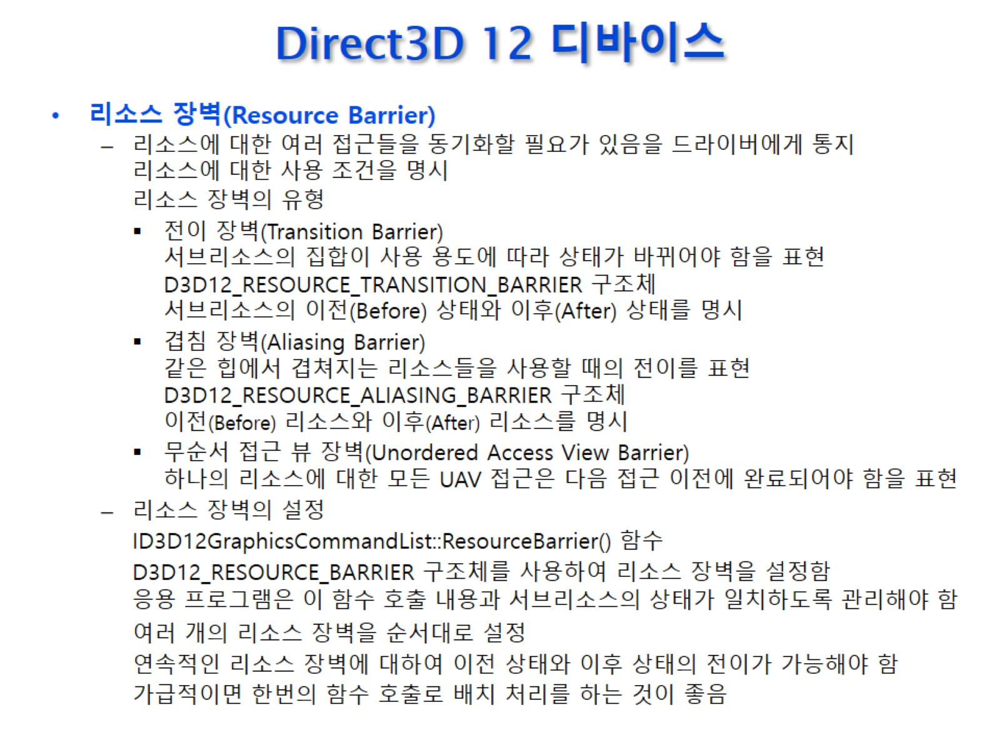 Direct3D 12 디바이스
• 리소스 장벽(Resource Barrier)
– 리소스에 대한 여러 접근들을 동기화할 필요가 있음을 드라이버에게 통지
리소스에 대한 사용 조건을 명시
리소스 장벽의 유형
▪ 전이 장벽(Transition Barrier)
서브리소스의 집합이 사용 용도에 따라 상태가 바뀌어야 함을 표현
D3D12_RESOURCE_TRANSITION_BARRIER 구조체
서브리소스의 이전(Before) 상태와 이후(After) 상태를 명시
▪ 겹침 장벽(Aliasing Barrier)
같은 힙에서 겹쳐지는 리소스들을 사용할 때의 전이를 표현
D3D12_RESOURCE_ALIASING_BARRIER 구조체
이전(Before) 리소스와 이후(After) 리소스를 명시
▪ 무순서 접근 뷰 장벽(Unordered Access View Barrier)
하나의 리소스에 대한 모든 UAV 접근은 다음 접근 이전에 완료되어야 함을 표현
– 리소스 장벽의 설정
ID3D12GraphicsCommandList::ResourceBarrier() 함수
D3D12_RESOURCE_BARRIER 구조체를 사용하여 리소스 장벽을 설정함
응용 프로그램은 이 함수 호출 내용과 서브리소스의 상태가 일치하도록 관리해야 함
여러 개의 리소스 장벽을 순서대로 설정
연속적인 리소스 장벽에 대하여 이전 상태와 이후 상태의 전이가 가능해야 함
가급적이면 한번의 함수 호출로 배치 처리를 하는 것이 좋음